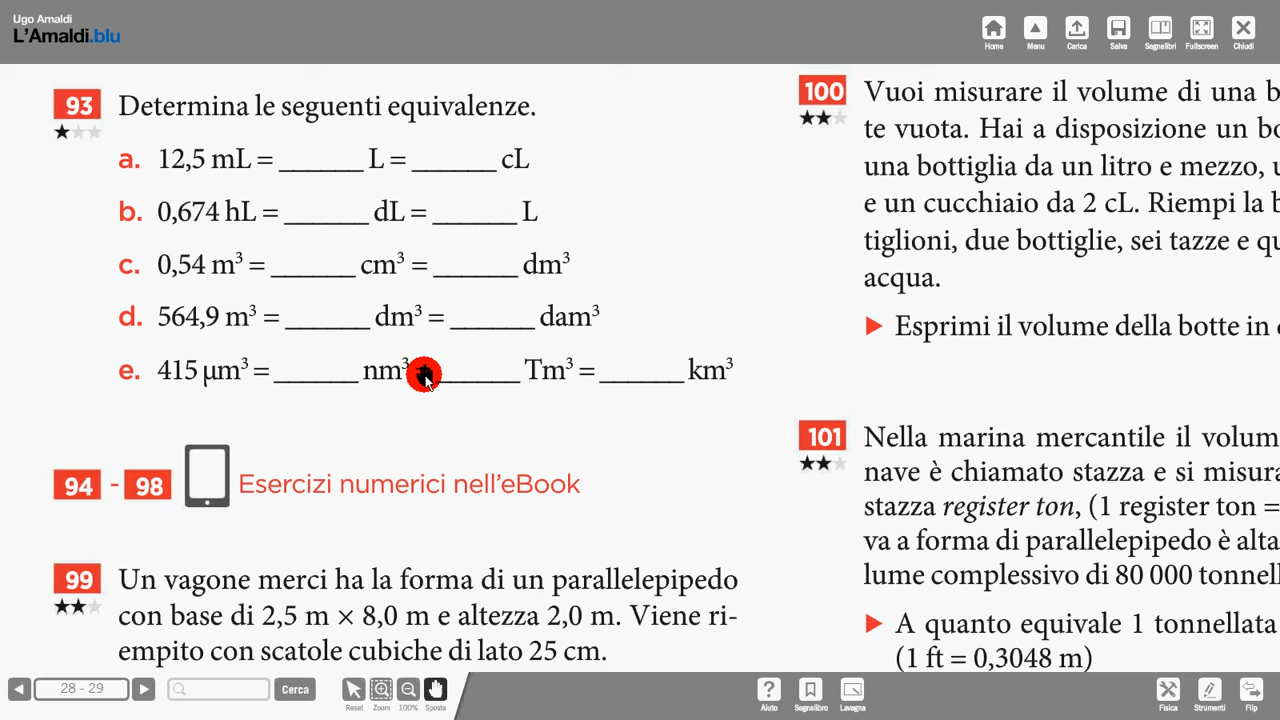 Ugo Amaldi
L'Amaldi.blu
Home Menu Carica Salva Segnalibri Fullscreen Chiudi
93 Determina le seguenti equivalenze.
a. 12,5 mL = ______ L = ______ cL
b. 0,674 hL = ______ dL = ______ L
c. 0,54 m³ = ______ cm³ = ______ dm³
d. 564,9 m³ = ______ dm³ = ______ dam³
e. 415 μm³ = ______ nm³ ______ Tm³ = ______ km³
94 - 98 Esercizi numerici nell'eBook
99 Un vagone merci ha la forma di un parallelepipedo
con base di 2,5 m × 8,0 m e altezza 2,0 m. Viene ri-
empito con scatole cubiche di lato 25 cm.
100 Vuoi misurare il volume di una b
te vuota. Hai a disposizione un bo
una bottiglia da un litro e mezzo, u
e un cucchiaio da 2 cL. Riempi la b
tiglioni, due bottiglie, sei tazze e qu
acqua.
Esprimi il volume della botte in
101 Nella marina mercantile il volum
nave è chiamato stazza e si misura
stazza register ton, (1 register ton =
va a forma di parallelepipedo è alta
lume complessivo di 80 000 tonnell
A quanto equivale 1 tonnellata
(1 ft = 0,3048 m)
28 - 29 Cerca Reset Zoom 100% Sposta Aiuto Segnalibro Lavagna Fisica Strumenti Flip